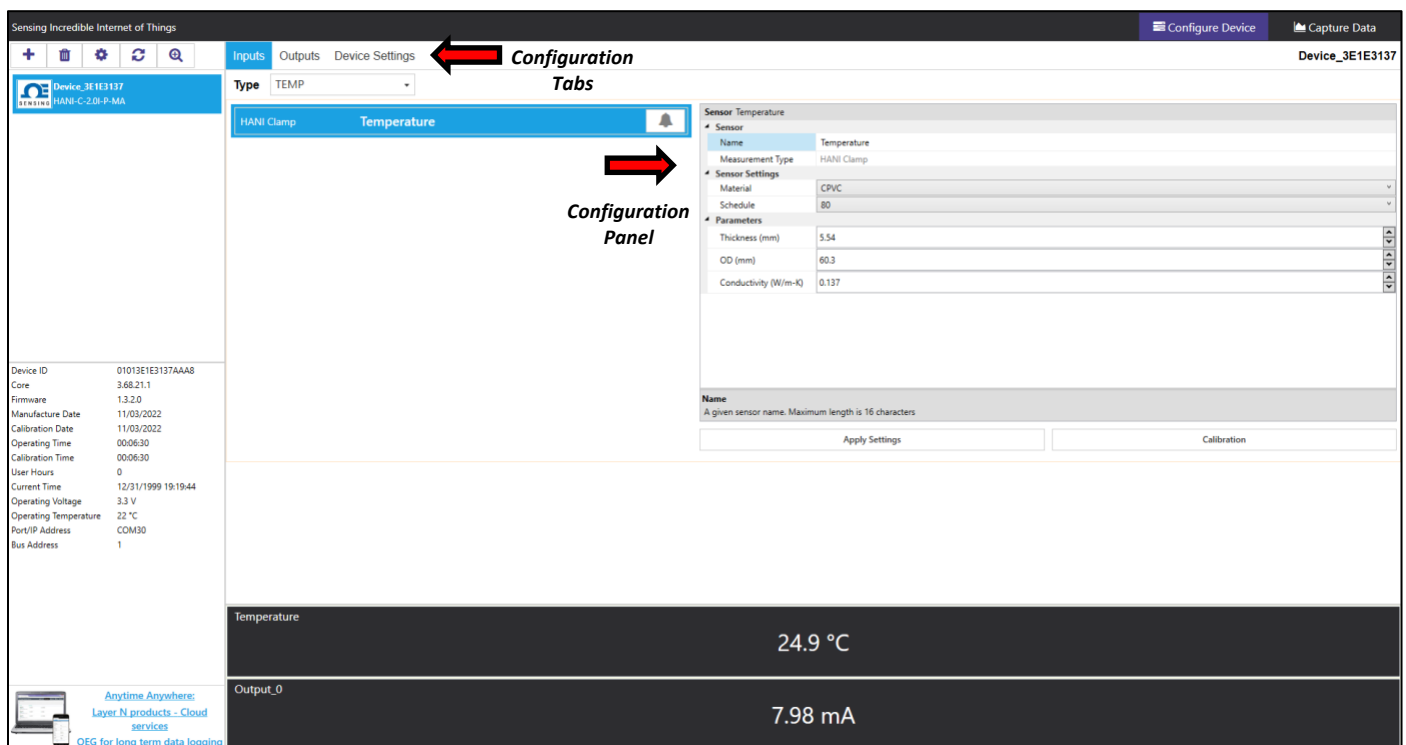 Sensing Incredible Internet of Things
Configure Device
Capture Data
Inputs Outputs Device Settings
Configuration
Tabs
Device_3E1E3137
SENSING
Device_3E1E3137
HANI-C-2.0I-P-MA
Type TEMP
HANI Clamp Temperature
Configuration
Panel
Sensor Temperature
Sensor
Name Temperature
Measurement Type HANI Clamp
Sensor Settings
Material CPVC
Schedule 80
Parameters
Thickness (mm) 5.54
OD (mm) 60.3
Conductivity (W/m-K) 0.137
Name
A given sensor name. Maximum length is 16 characters
Apply Settings Calibration
Device ID 01013E1E3137AAA8
Core 3.68.21.1
Firmware 1.3.2.0
Manufacture Date 11/03/2022
Calibration Date 11/03/2022
Operating Time 00:06:30
Calibration Time 00:06:30
User Hours 0
Current Time 12/31/1999 19:19:44
Operating Voltage 3.3 V
Operating Temperature 22 °C
Port/IP Address COM30
Bus Address 1
Temperature
24.9 °C
Output_0
7.98 mA
Anytime Anywhere:
Layer N products - Cloud
services
OEG for long term data logging